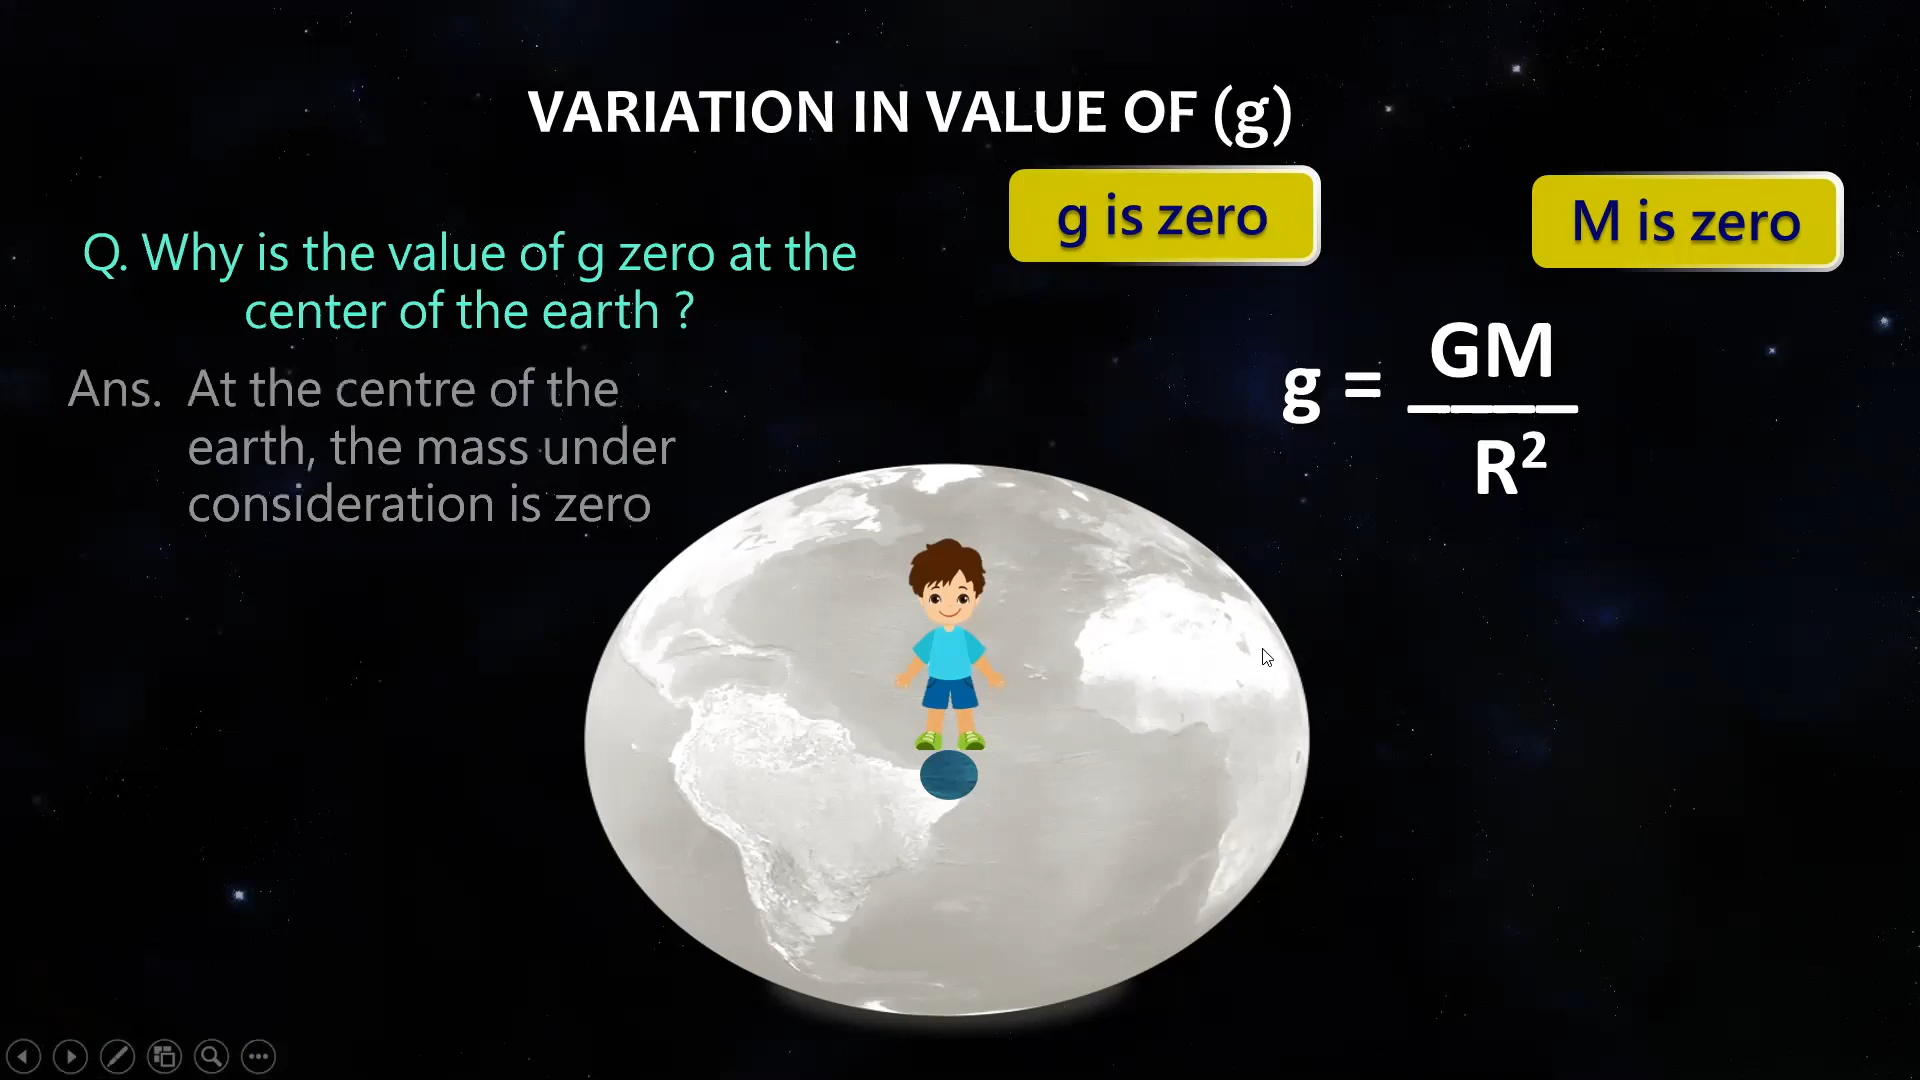 VARIATION IN VALUE OF (g)
g is zero
M is zero
Q. Why is the value of g zero at the
center of the earth ?
Ans. At the centre of the
earth, the mass under
consideration is zero
g = GM
R²